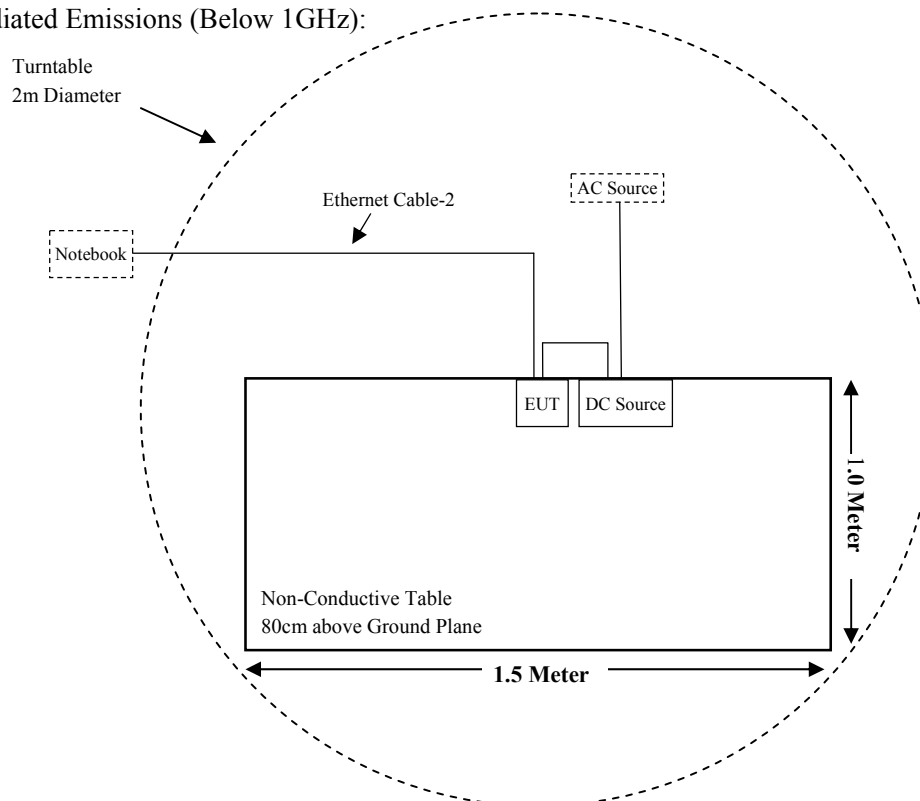 diated Emissions (Below 1GHz):
Turntable
2m Diameter
AC Source
Ethernet Cable-2
Notebook
EUT
DC Source
1.0 Meter
Non-Conductive Table
80cm above Ground Plane
1.5 Meter